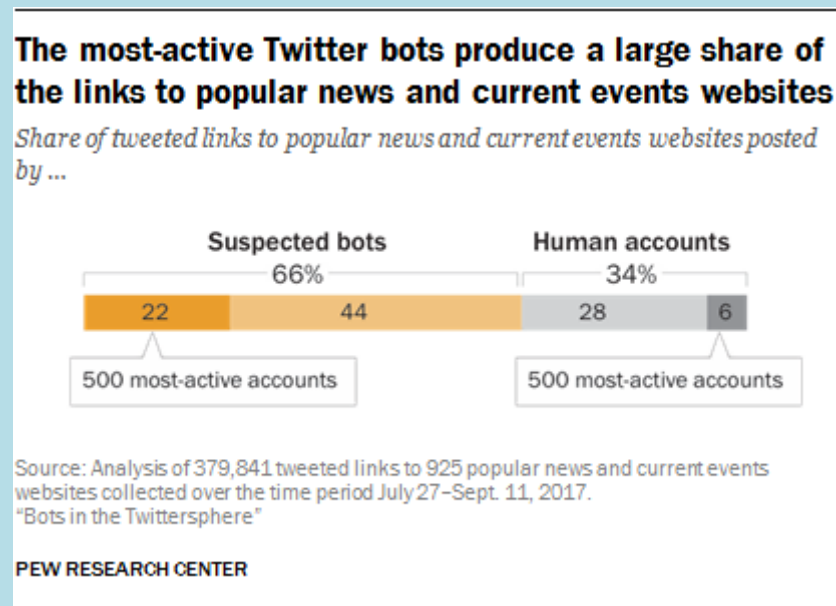 The most-active Twitter bots produce a large share of
the links to popular news and current events websites
Share of tweeted links to popular news and current events websites posted
by ...
Suspected bots
66%
Human accounts
34%
22
44
28
6
500 most-active accounts
500 most-active accounts
Source: Analysis of 379,841 tweeted links to 925 popular news and current events
websites collected over the time period July 27–Sept. 11, 2017.
“Bots in the Twittersphere”
PEW RESEARCH CENTER